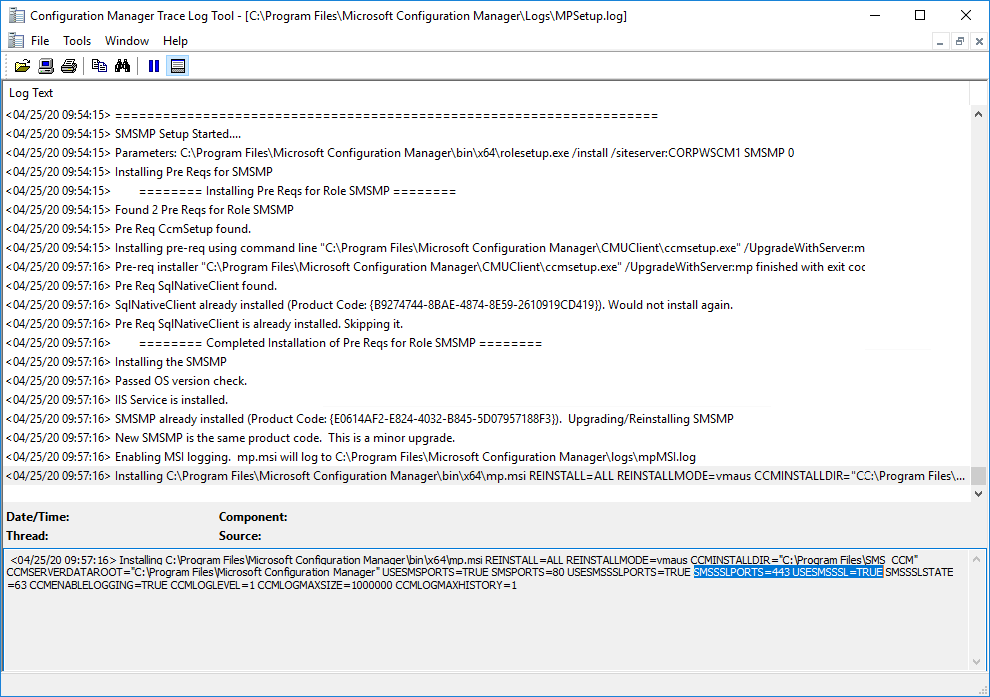 Configuration Manager Trace Log Tool - [C:\Program Files\Microsoft Configuration Manager\Logs\MPSetup.log]
File Tools Window Help
Log Text
<04/25/20 09:54:15> ====================================================================
<04/25/20 09:54:15> SMSMP Setup Started....
<04/25/20 09:54:15> Parameters: C:\Program Files\Microsoft Configuration Manager\bin\x64\rolesetup.exe /install /siteserver:CORPWSCM1 SMSMP 0
<04/25/20 09:54:15> Installing Pre Reqs for SMSMP
<04/25/20 09:54:15> ======== Installing Pre Reqs for Role SMSMP ========
<04/25/20 09:54:15> Found 2 Pre Reqs for Role SMSMP
<04/25/20 09:54:15> Pre Req CcmSetup found.
<04/25/20 09:54:15> Installing pre-req using command line "C:\Program Files\Microsoft Configuration Manager\CMUClient\ccmsetup.exe" /UpgradeWithServer:m
<04/25/20 09:57:16> Pre-req installer "C:\Program Files\Microsoft Configuration Manager\CMUClient\ccmsetup.exe" /UpgradeWithServer:mp finished with exit coc
<04/25/20 09:57:16> Pre Req SqlNativeClient found.
<04/25/20 09:57:16> SqlNativeClient already installed (Product Code: {B9274744-8BAE-4874-8E59-2610919CD419}). Would not install again.
<04/25/20 09:57:16> Pre Req SqlNativeClient is already installed. Skipping it.
<04/25/20 09:57:16> ======== Completed Installation of Pre Reqs for Role SMSMP ========
<04/25/20 09:57:16> Installing the SMSMP
<04/25/20 09:57:16> Passed OS version check.
<04/25/20 09:57:16> IIS Service is installed.
<04/25/20 09:57:16> SMSMP already installed (Product Code: {E0614AF2-E824-4032-B845-5D07957188F3}). Upgrading/Reinstalling SMSMP
<04/25/20 09:57:16> New SMSMP is the same product code. This is a minor upgrade.
<04/25/20 09:57:16> Enabling MSI logging. mp.msi will log to C:\Program Files\Microsoft Configuration Manager\logs\mpMSI.log
<04/25/20 09:57:16> Installing C:\Program Files\Microsoft Configuration Manager\bin\x64\mp.msi REINSTALL=ALL REINSTALLMODE=vmaus CCMINSTALLDIR="CC:\Program Files\...
Date/Time: Component:
Thread: Source:
<04/25/20 09:57:16> Installing C:\Program Files\Microsoft Configuration Manager\bin\x64\mp.msi REINSTALL=ALL REINSTALLMODE=vmaus CCMINSTALLDIR="C:\Program Files\SMS_CCM"
CCMSERVERDATAROOT="C:\Program Files\Microsoft Configuration Manager" USESMSPORTS=TRUE SMSPORTS=80 USESMSSSLPORTS=TRUE SMSSSLPORTS=443 USESMSSSL=TRUE SMSSSLSTATE
=63 CCMENABLELOGGING=TRUE CCMLOGLEVEL=1 CCMLOGMAXSIZE=1000000 CCMLOGMAXHISTORY=1